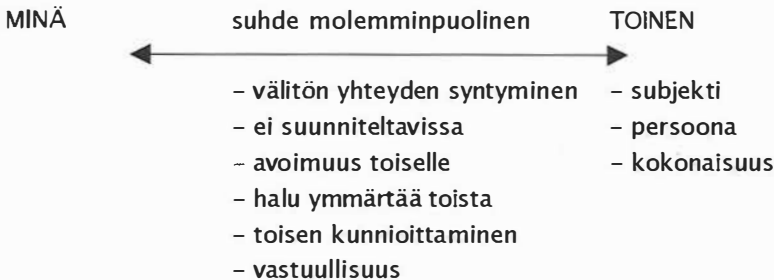 MINÄ suhde molemminpuolinen TOINEN
– välitön yhteyden syntyminen – subjekti
– ei suunniteltavissa – persoona
– avoimuus toiselle – kokonaisuus
– halu ymmärtää toista
– toisen kunnioittaminen
– vastuullisuus